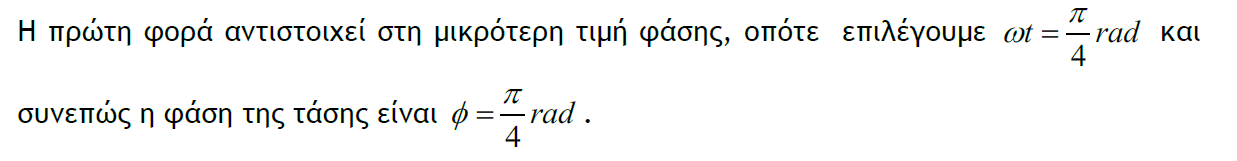 Η πρώτη φορά αντιστοιχεί στη μικρότερη τιμή φάσης, οπότε επιλέγουμε ωt = π/4 rad και
συνεπώς η φάση της τάσης είναι ϕ = π/4 rad .